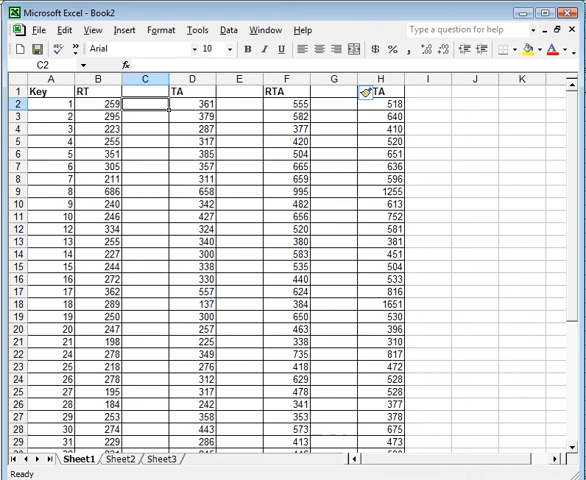 Microsoft Excel - Book2
File Edit View Insert Format Tools Data Window Help Type a question for help
ABC Arial 10 B I U $ % ,
C2 fx
A B C D E F G H I J K
1 Key RT TA RTA TA
2 1 259 361 555 518
3 2 295 379 582 640
4 3 223 287 377 410
5 4 255 317 420 520
6 5 351 385 504 651
7 6 305 357 665 636
8 7 211 311 659 596
9 8 686 658 995 1255
10 9 240 342 482 613
11 10 246 427 656 752
12 12 334 324 520 581
13 13 255 340 380 381
14 14 227 300 583 451
15 15 244 338 535 504
16 16 272 330 440 533
17 17 362 557 624 816
18 18 289 137 384 1651
19 19 250 300 650 530
20 20 247 257 463 396
21 21 198 225 338 310
22 24 278 349 735 817
23 25 218 276 418 472
24 26 278 312 629 528
25 27 195 317 478 528
26 28 184 242 341 377
27 29 253 358 353 378
28 30 274 443 573 675
29 31 229 286 413 473
Sheet1 Sheet2 Sheet3
Ready